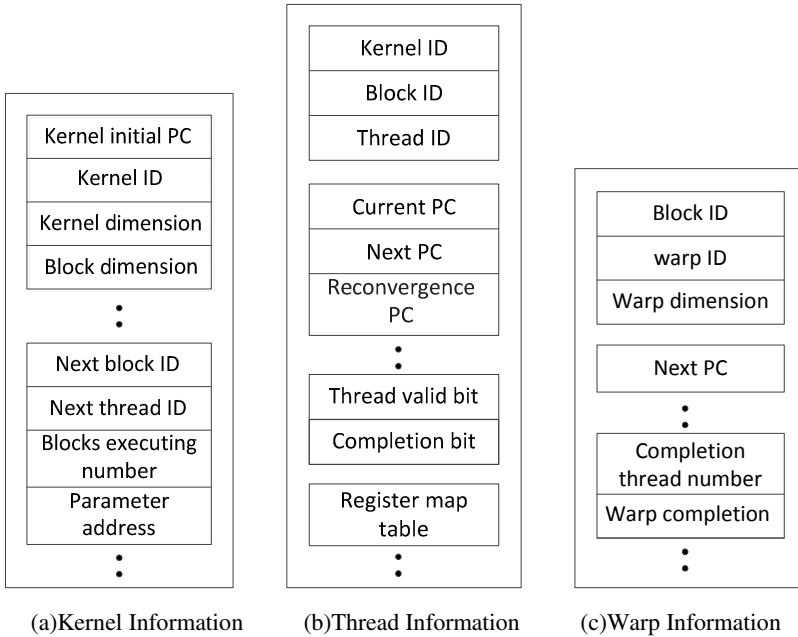 Kernel initial PC
Kernel ID
Kernel dimension
Block dimension
Next block ID
Next thread ID
Blocks executing
number
Parameter
address
(a)Kernel Information
Kernel ID
Block ID
Thread ID
Current PC
Next PC
Reconvergence
PC
Thread valid bit
Completion bit
Register map
table
(b)Thread Information
Block ID
warp ID
Warp dimension
Next PC
Completion
thread number
Warp completion
(c)Warp Information